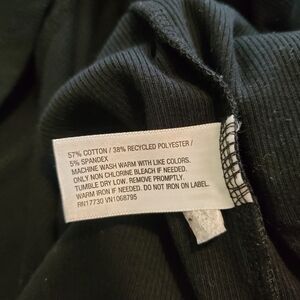 57% COTTON / 38% RECYCLED POLYESTER /
5% SPANDEX
MACHINE WASH WARM WITH LIKE COLORS.
ONLY NON CHLORINE BLEACH IF NEEDED.
TUMBLE DRY LOW. REMOVE PROMPTLY.
WARM IRON IF NEEDED. DO NOT IRON ON LABEL.
RN17730 VN1068795